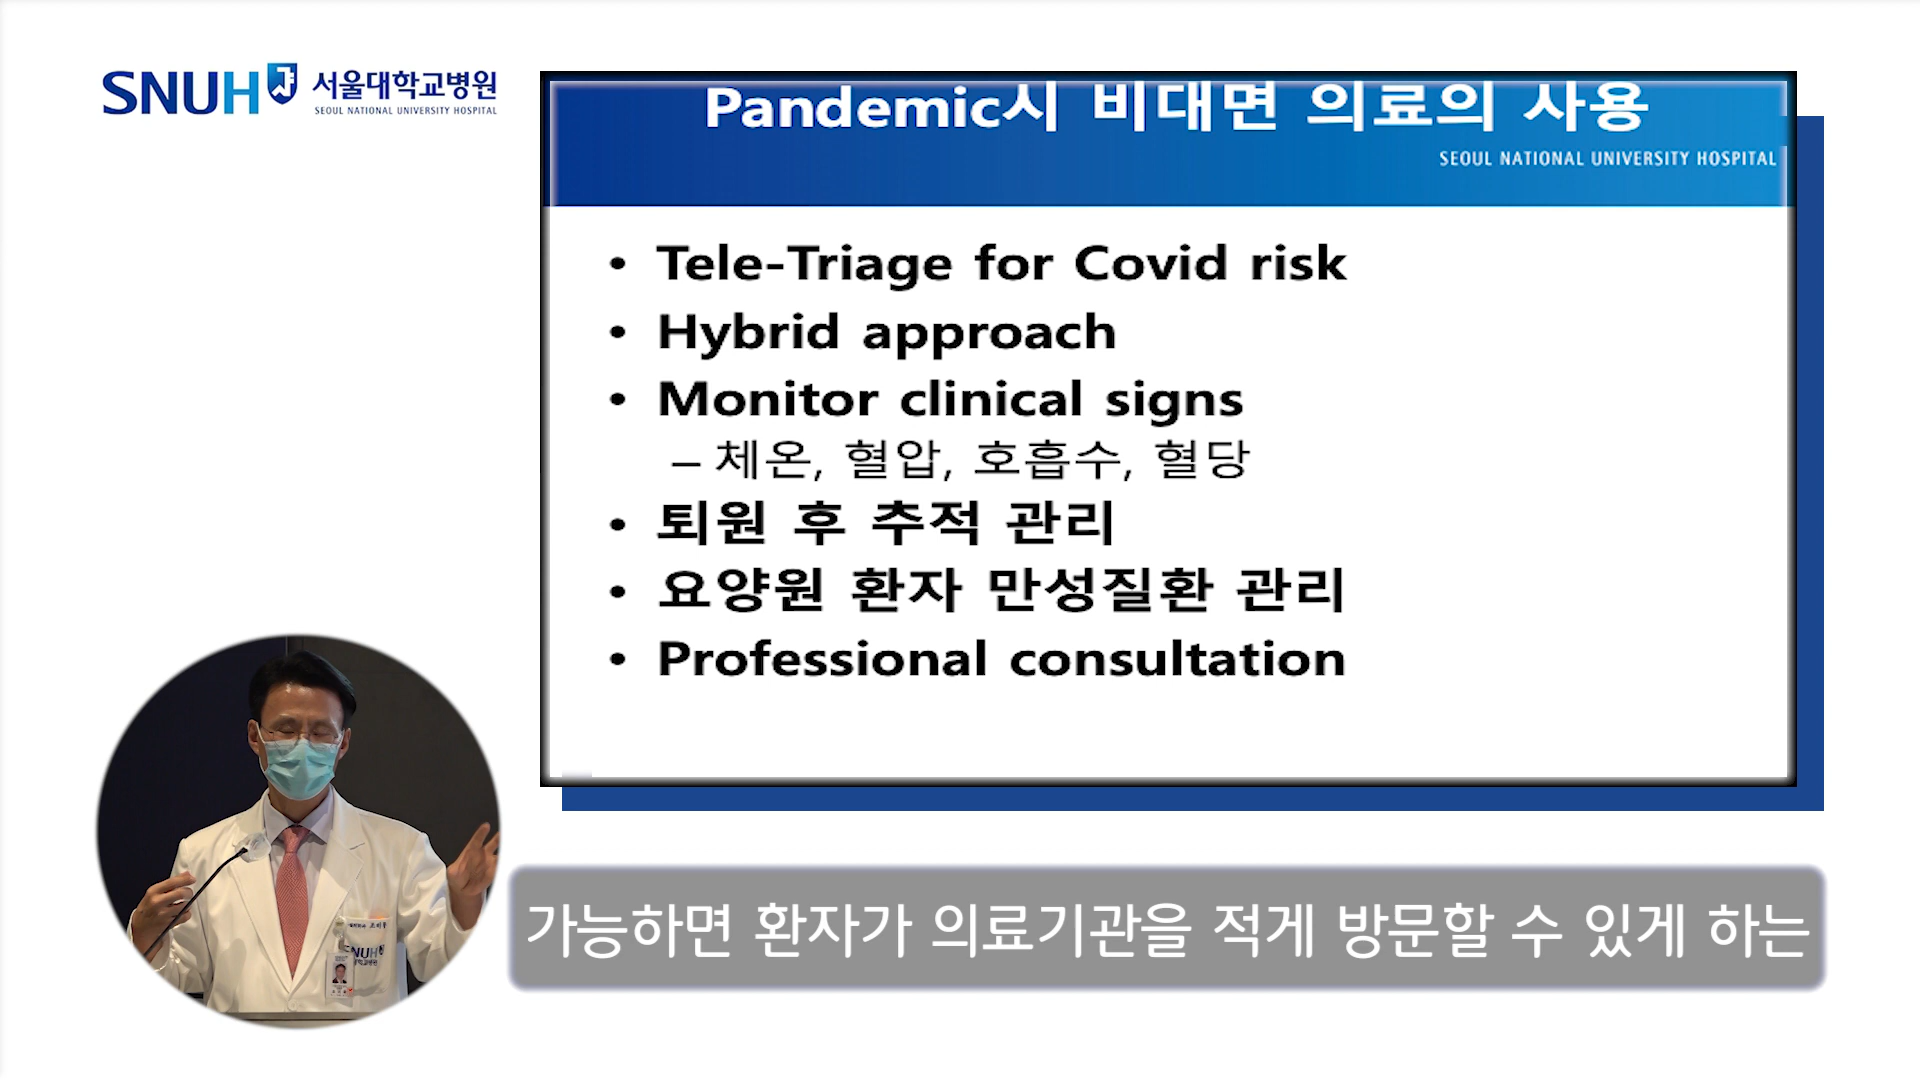 SNUH 서울대학교병원
SEOUL NATIONAL UNIVERSITY HOSPITAL
Pandemic시 비대면 의료의 사용
SEOUL NATIONAL UNIVERSITY HOSPITAL
• Tele-Triage for Covid risk
• Hybrid approach
• Monitor clinical signs
– 체온, 혈압, 호흡수, 혈당
• 퇴원 후 추적 관리
• 요양원 환자 만성질환 관리
• Professional consultation
SNUH
가능하면 환자가 의료기관을 적게 방문할 수 있게 하는